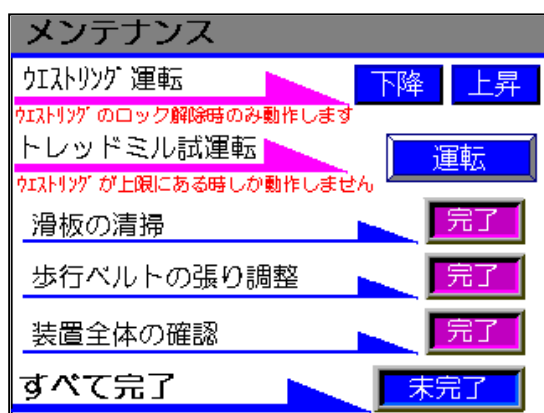 メンテナンス
ｳｴｽﾄﾘﾝｸﾞ運転 下降 上昇
ｳｴｽﾄﾘﾝｸﾞのロック解除時のみ動作します
トレッドミル試運転 運転
ｳｴｽﾄﾘﾝｸﾞが上限にある時しか動作しません
滑板の清掃 完了
歩行ベルトの張り調整 完了
装置全体の確認 完了
すべて完了 未完了